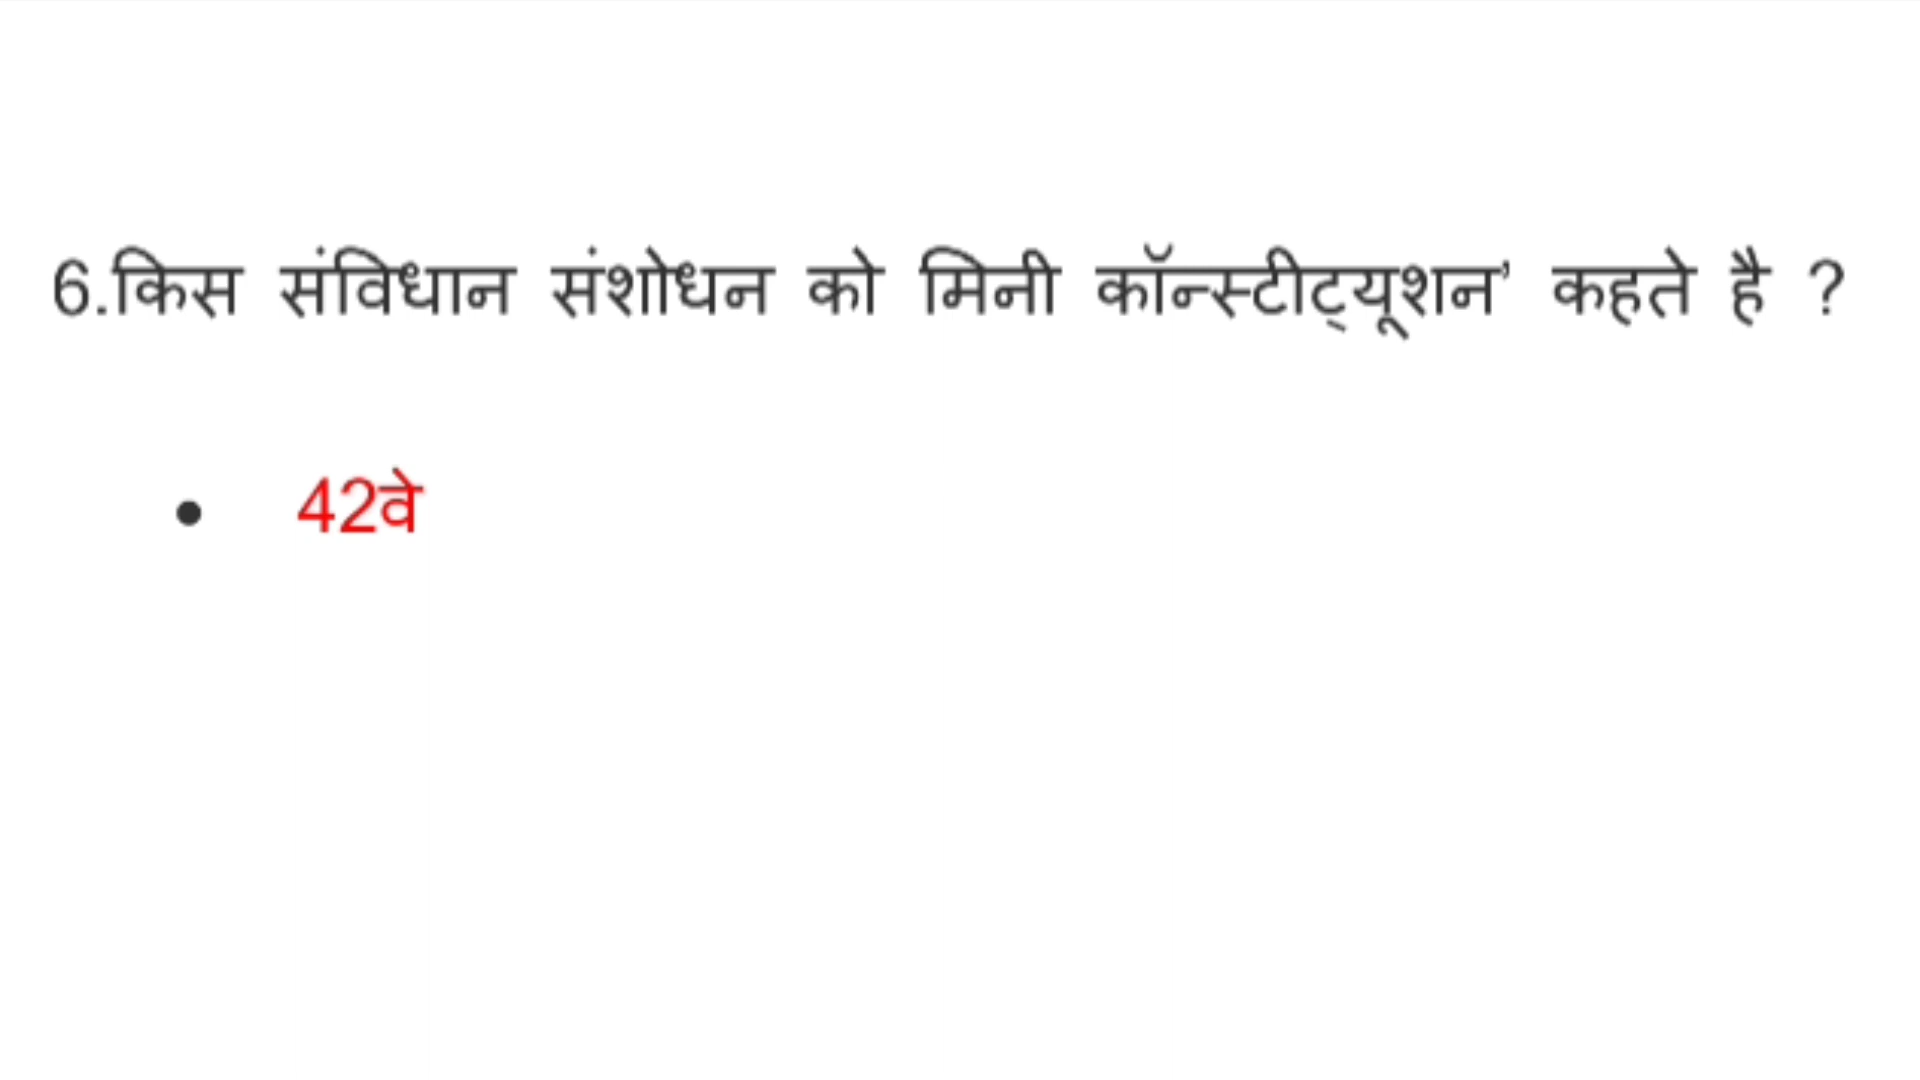 6.किस संविधान संशोधन को मिनी कॉन्स्टीट्यूशन’ कहते है ?
• 42वे